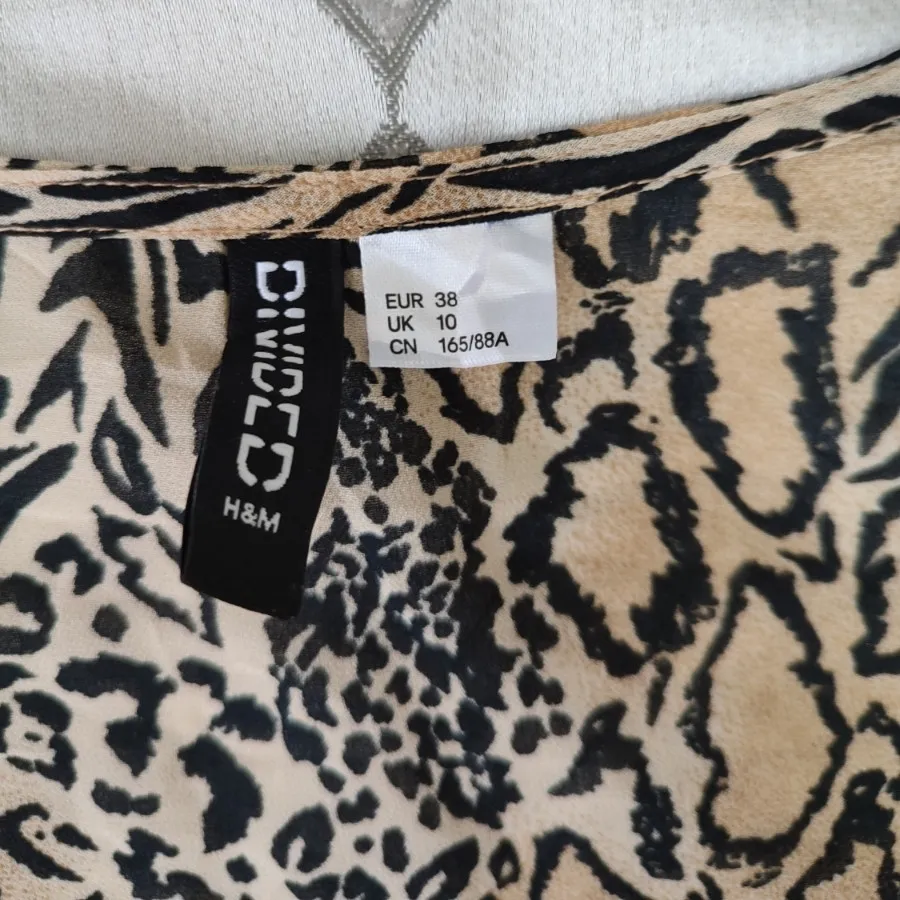 DIVIDED
H&M
EUR 38
UK 10
CN 165/88A